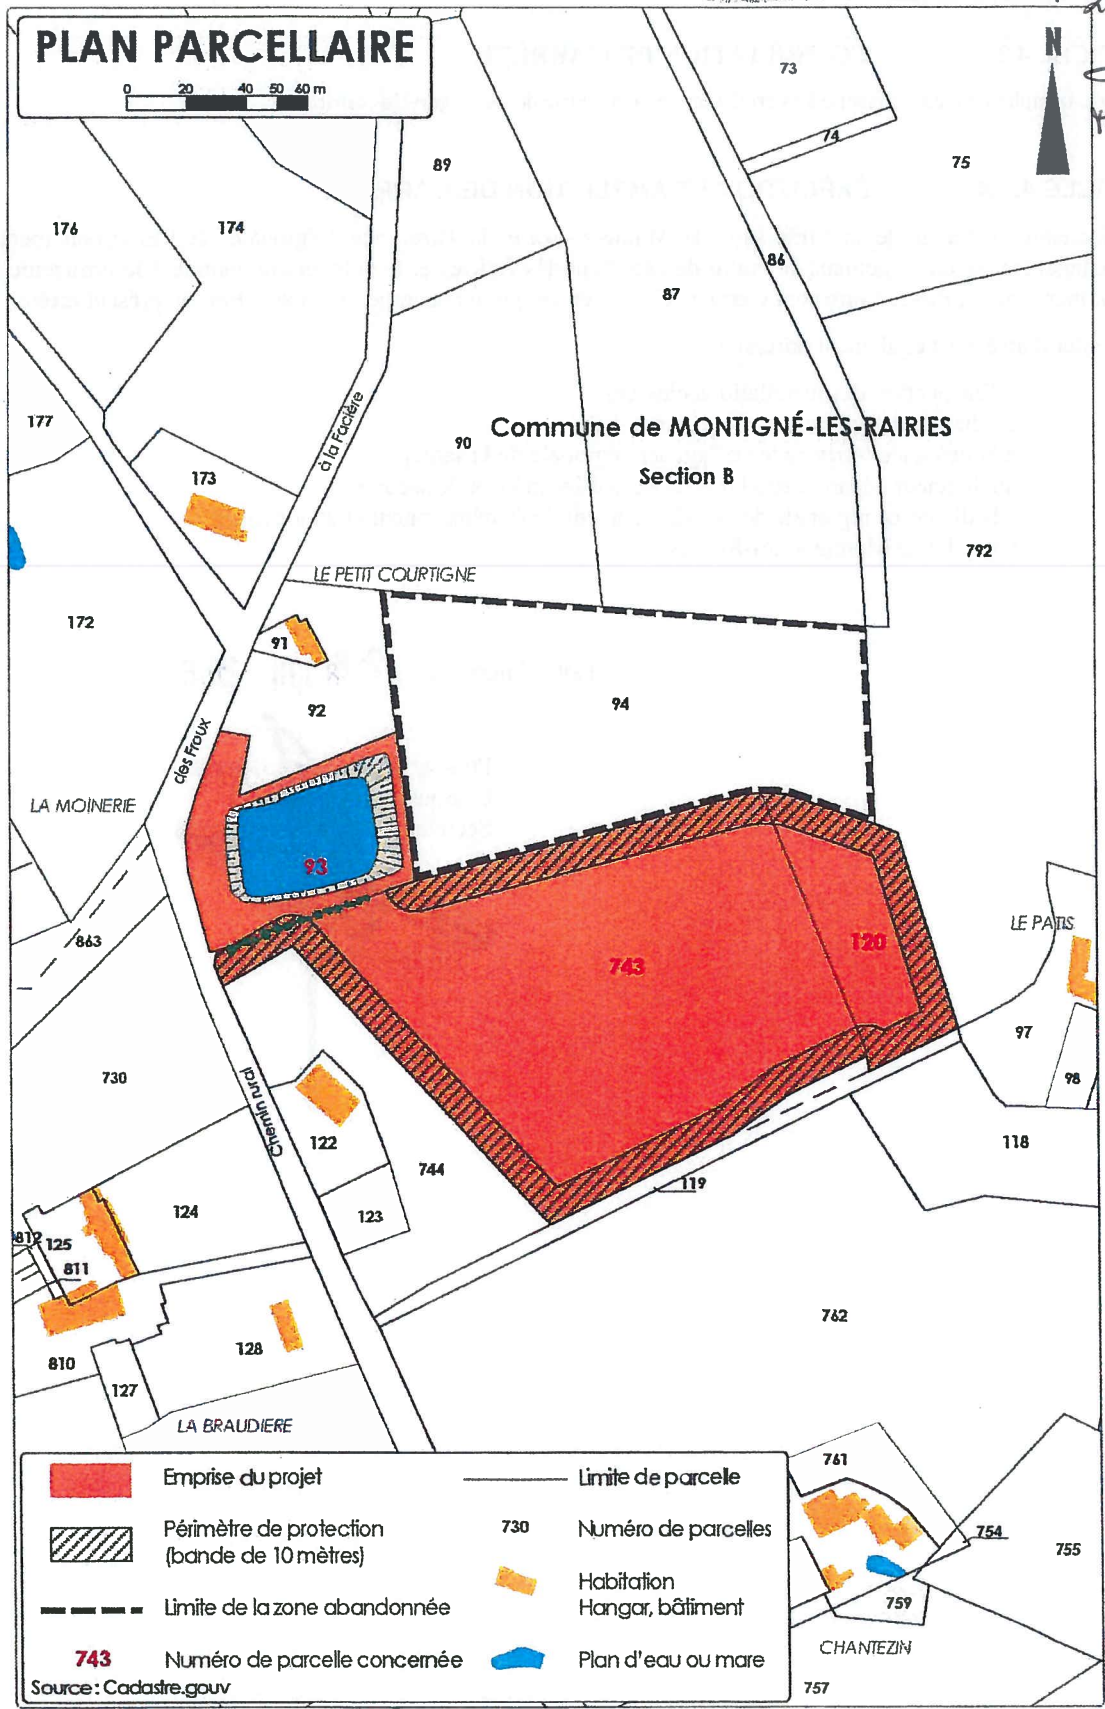 PLAN PARCELLAIRE
0 20 40 50 60 m
N
73
74
75
89
176
174
86
87
177
à la Facière
90
Commune de MONTIGNÉ-LES-RAIRIES
Section B
173
792
LE PETIT COURTIGNE
172
91
94
92
des Froux
LA MOINERIE
93
863
LE PATIS
120
743
97
730
98
Chemin rural
122
118
744
119
124
123
812
125
811
762
128
810
127
LA BRAUDIERE
761
754
755
759
CHANTEZIN
757
Emprise du projet
Limite de parcelle
Périmètre de protection
(bande de 10 mètres)
730
Numéro de parcelles
Limite de la zone abandonnée
Habitation
Hangar, bâtiment
743
Numéro de parcelle concernée
Plan d'eau ou mare
Source: Cadastre.gouv